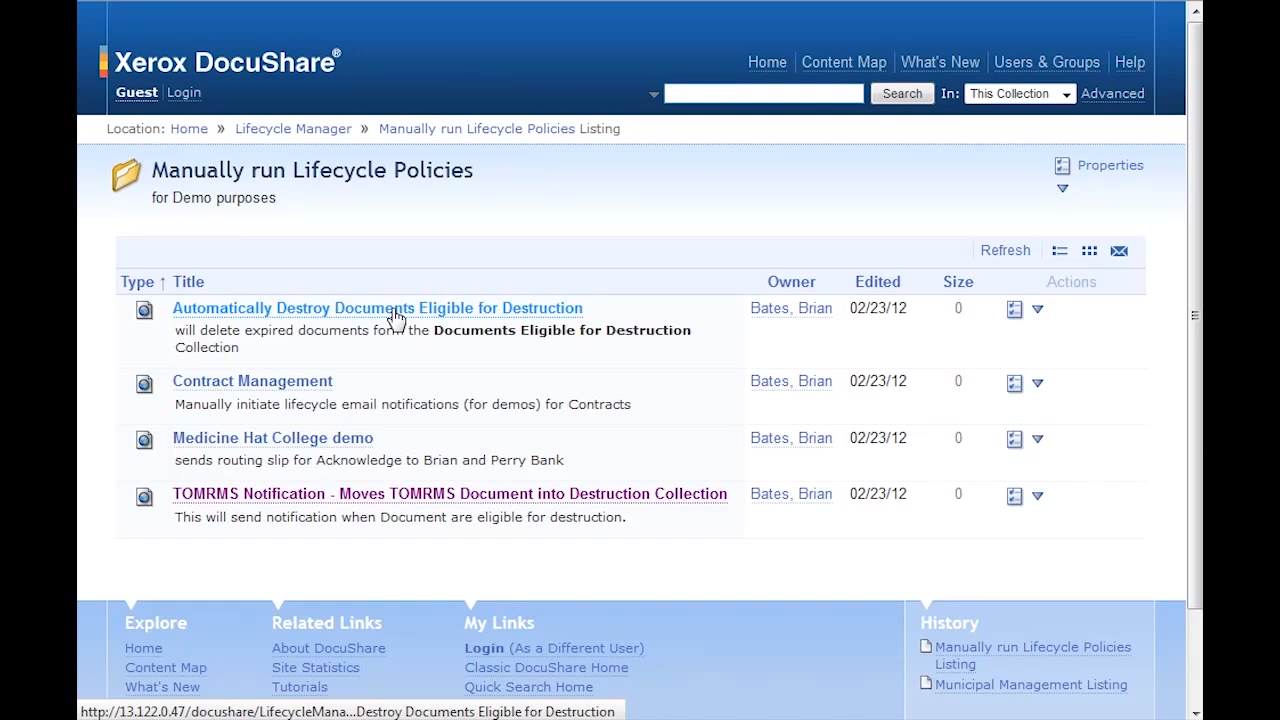 Xerox DocuShare®
Home Content Map What's New Users & Groups Help
Guest Login
Search In: This Collection Advanced
Location: Home » Lifecycle Manager » Manually run Lifecycle Policies Listing
Manually run Lifecycle Policies
Properties
for Demo purposes
Refresh
Type ↑ Title Owner Edited Size Actions
Automatically Destroy Documents Eligible for Destruction Bates, Brian 02/23/12 0
will delete expired documents form the Documents Eligible for Destruction
Collection
Contract Management Bates, Brian 02/23/12 0
Manually initiate lifecycle email notifications (for demos) for Contracts
Medicine Hat College demo Bates, Brian 02/23/12 0
sends routing slip for Acknowledge to Brian and Perry Bank
TOMRMS Notification - Moves TOMRMS Document into Destruction Collection Bates, Brian 02/23/12 0
This will send notification when Document are eligible for destruction.
Explore Related Links My Links History
Home About DocuShare Login (As a Different User) Manually run Lifecycle Policies
Listing
Content Map Site Statistics Classic DocuShare Home
What's New Tutorials Quick Search Home Municipal Management Listing
http://13.122.0.47/docushare/LifecycleMana...Destroy Documents Eligible for Destruction